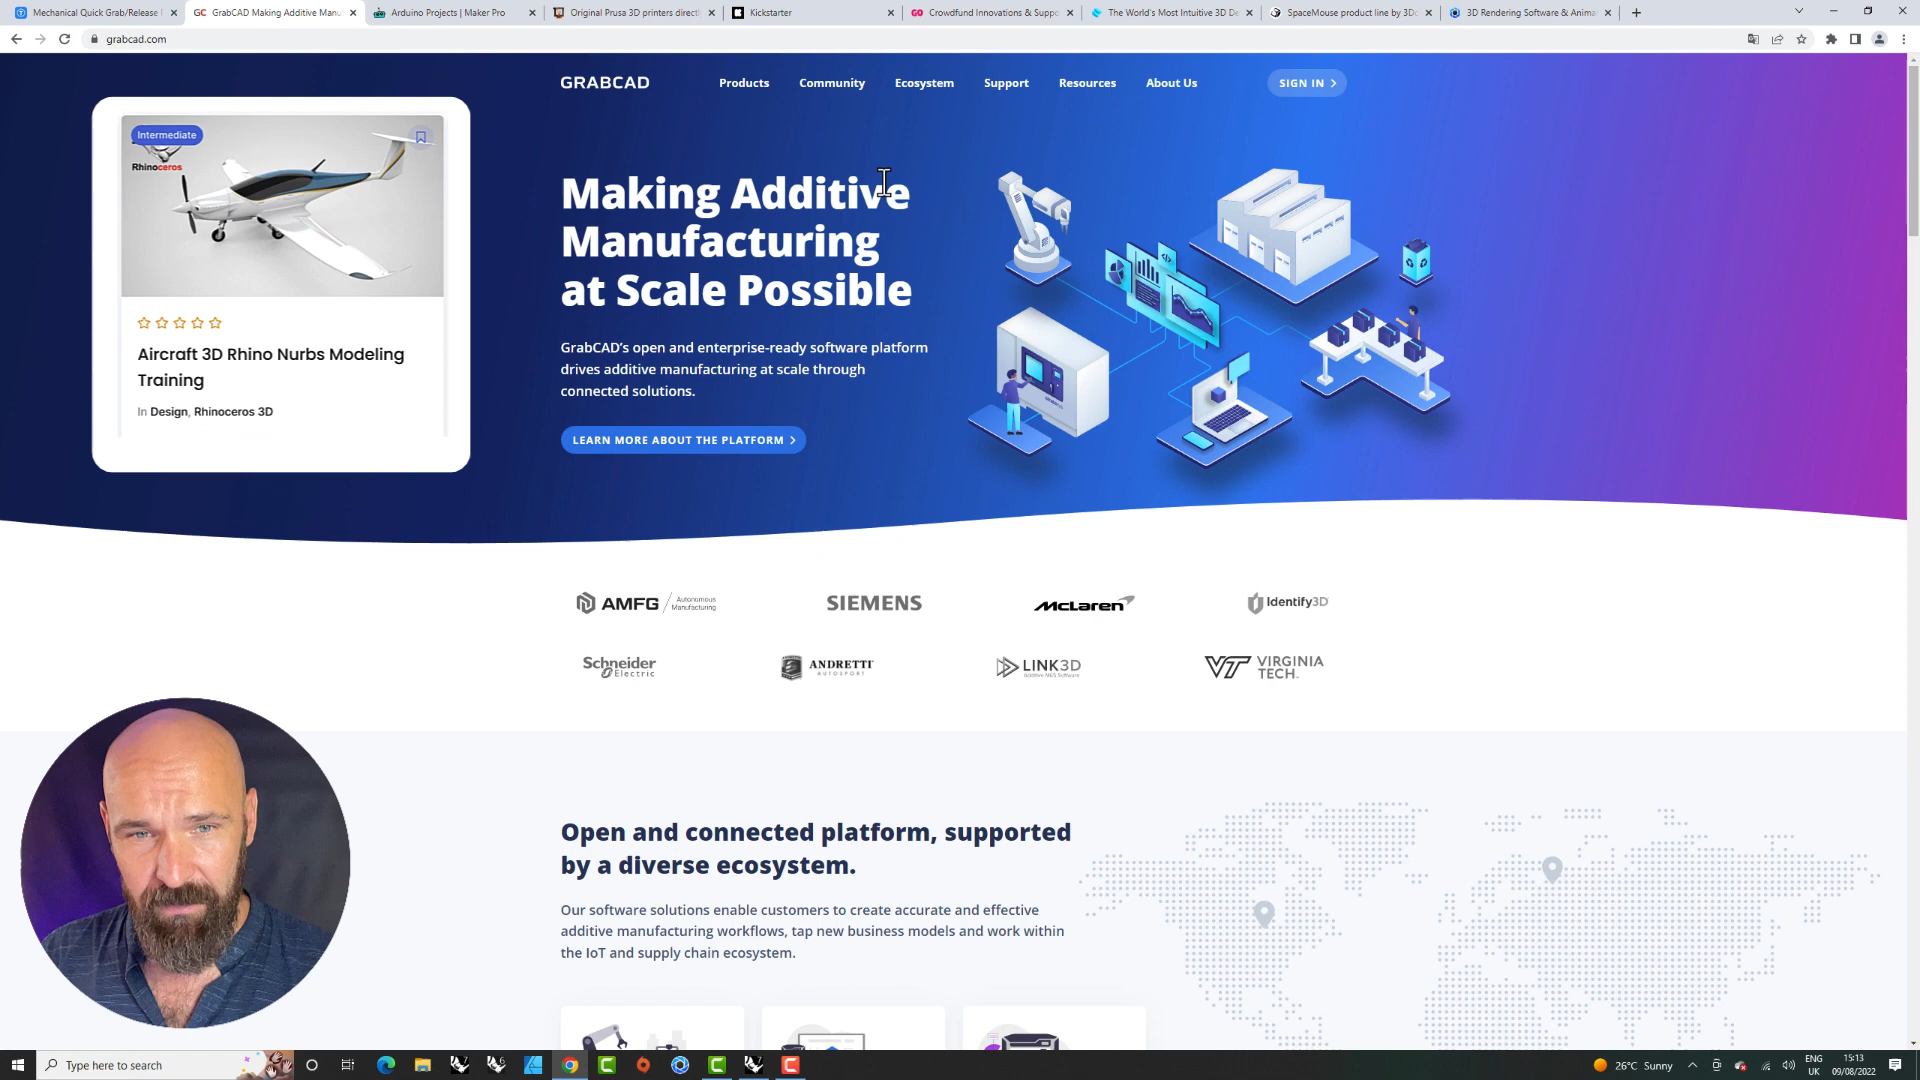 Mechanical Quick Grab/Release
GrabCAD Making Additive Manu
Arduino Projects | Maker Pro
Original Prusa 3D printers directl
Kickstarter
Crowdfund Innovations & Suppo
The World's Most Intuitive 3D De
SpaceMouse product line by 3Dc
3D Rendering Software & Anima
grabcad.com
GRABCAD
Products
Community
Ecosystem
Support
Resources
About Us
SIGN IN
Intermediate
Rhinoceros
Aircraft 3D Rhino Nurbs Modeling
Training
In Design, Rhinoceros 3D
Making Additive
Manufacturing
at Scale Possible
GrabCAD's open and enterprise-ready software platform
drives additive manufacturing at scale through
connected solutions.
LEARN MORE ABOUT THE PLATFORM
AMFG Autonomous
Manufacturing
SIEMENS
McLaren
Identify3D
Schneider
Electric
ANDRETTI
AUTOSPORT
LINK3D
Additive MES Software
VT VIRGINIA
TECH
Open and connected platform, supported
by a diverse ecosystem.
Our software solutions enable customers to create accurate and effective
additive manufacturing workflows, tap new business models and work within
the IoT and supply chain ecosystem.
Type here to search
26°C Sunny
ENG
UK
15:13
09/08/2022